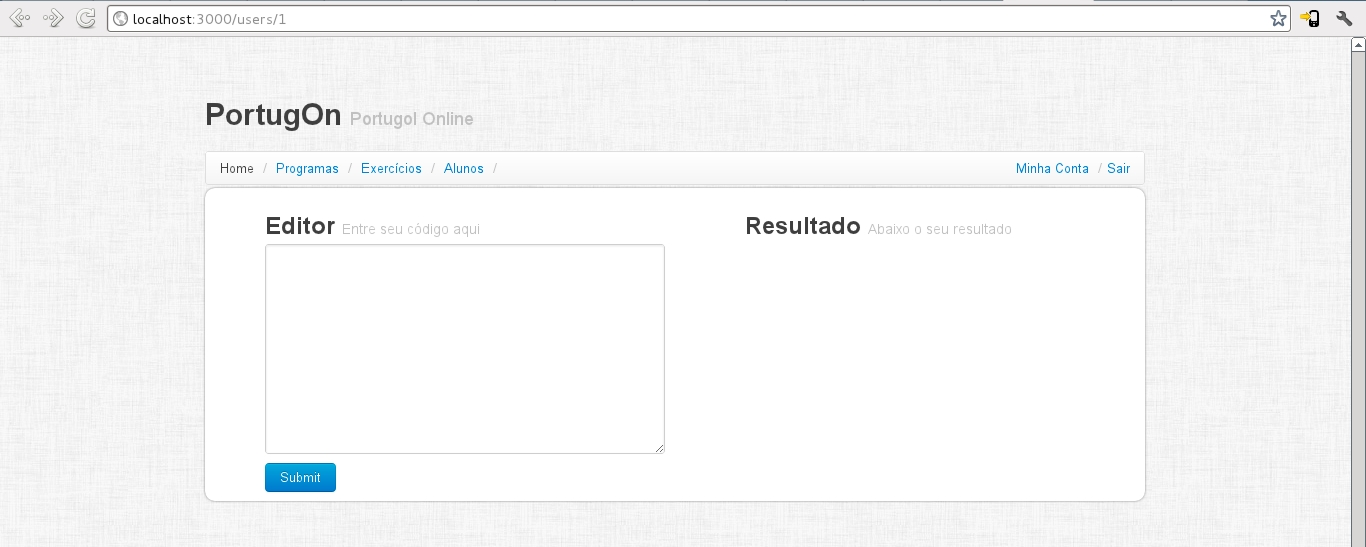 localhost:3000/users/1
PortugOn Portugol Online
Home / Programas / Exercícios / Alunos / Minha Conta / Sair
Editor Entre seu código aqui
Resultado Abaixo o seu resultado
Submit